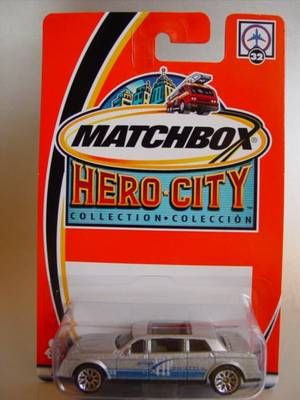 32
MATCHBOX®
HERO·CITY
COLLECTION·COLECCIÓN